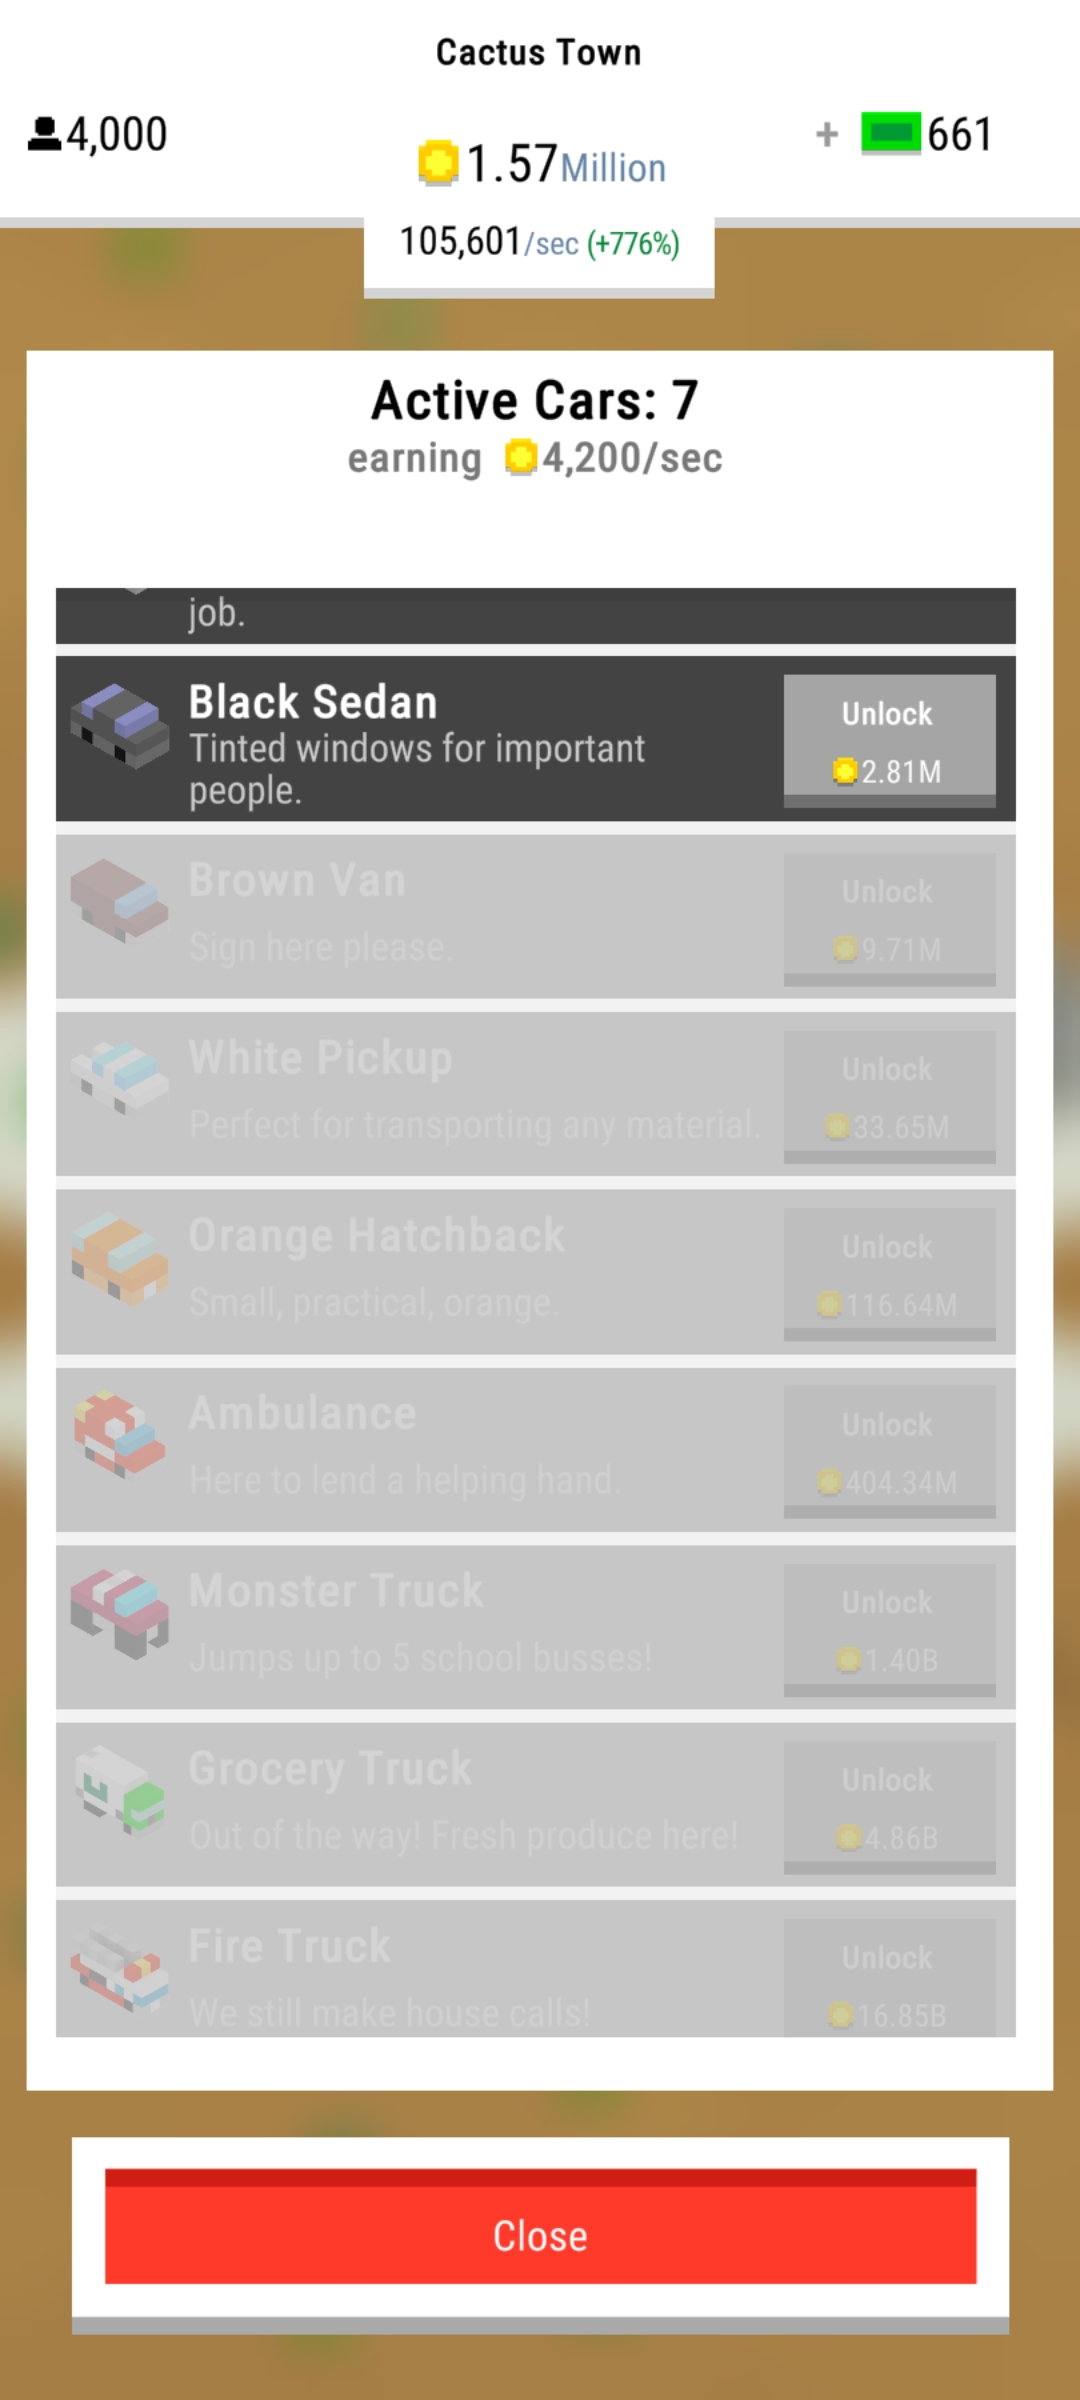 Cactus Town
4,000
1.57Million
+ 661
105,601/sec (+776%)
Active Cars: 7
earning 4,200/sec
job.
Black Sedan
Tinted windows for important
people.
Unlock
2.81M
Brown Van
Sign here please.
Unlock
9.71M
White Pickup
Perfect for transporting any material.
Unlock
33.65M
Orange Hatchback
Small, practical, orange.
Unlock
116.64M
Ambulance
Here to lend a helping hand.
Unlock
404.34M
Monster Truck
Jumps up to 5 school busses!
Unlock
1.40B
Grocery Truck
Out of the way! Fresh produce here!
Unlock
4.86B
Fire Truck
We still make house calls!
Unlock
16.85B
Close